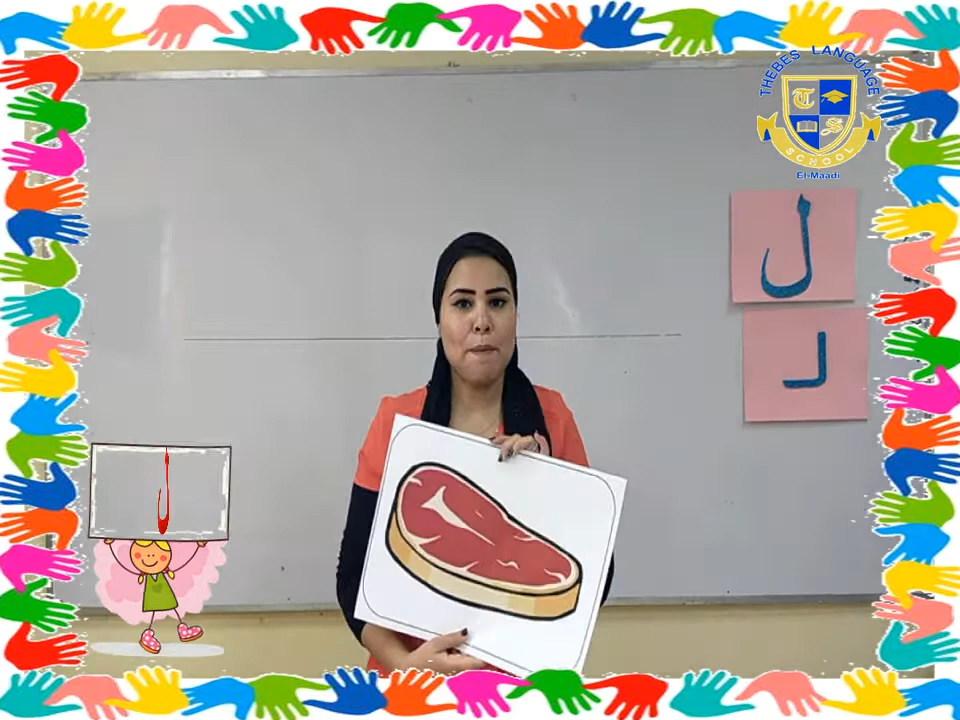 THEBES LANGUAGE
T
S
SCHOOL
El-Maadi
ل
لـ
ل